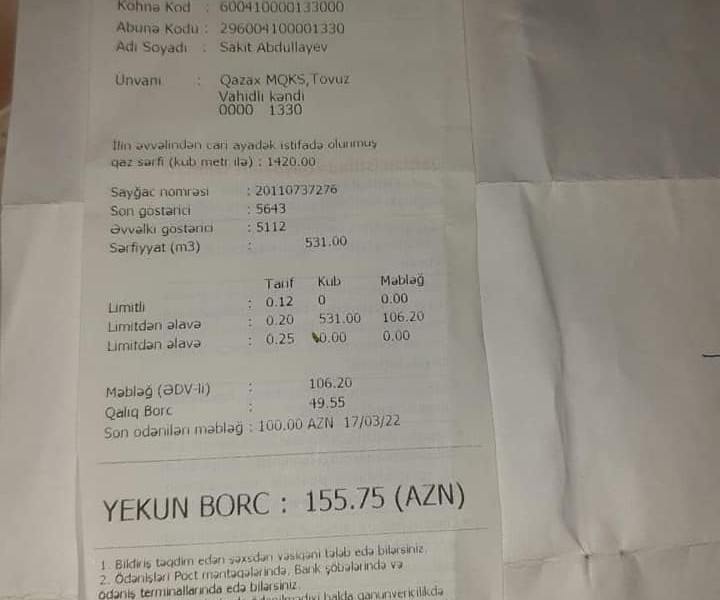 Köhnə Kod : 600410000133000
Abunə Kodu : 296004100001330
Adı Soyadı : Sakit Abdullayev
Ünvanı : Qazax MQKS,Tovuz
Vahidli kəndi
0000 1330
İlin əvvəlindən cari ayadək istifadə olunmuş
qaz sərfi (kub metr ilə) : 1420.00
Sayğac nömrəsi : 20110737276
Son göstərici : 5643
Əvvəlki göstərici : 5112
Sərfiyyat (m3) : 531.00
Tarif Kub Məbləğ
Limitli : 0.12 0 0.00
Limitdən əlavə : 0.20 531.00 106.20
Limitdən əlavə : 0.25 0.00 0.00
Məbləğ (ƏDV-li) : 106.20
Qalıq Borc : 49.55
Son ödənilən məbləğ : 100.00 AZN 17/03/22
YEKUN BORC : 155.75 (AZN)
1. Bildiriş təqdim edən şəxsdən vəsiqəni tələb edə bilərsiniz.
2. Ödənişləri Poçt məntəqələrində, Bank şöbələrində və
ödəniş terminallarında edə bilərsiniz.
ödənilmədiyi halda qanunvericilikdə